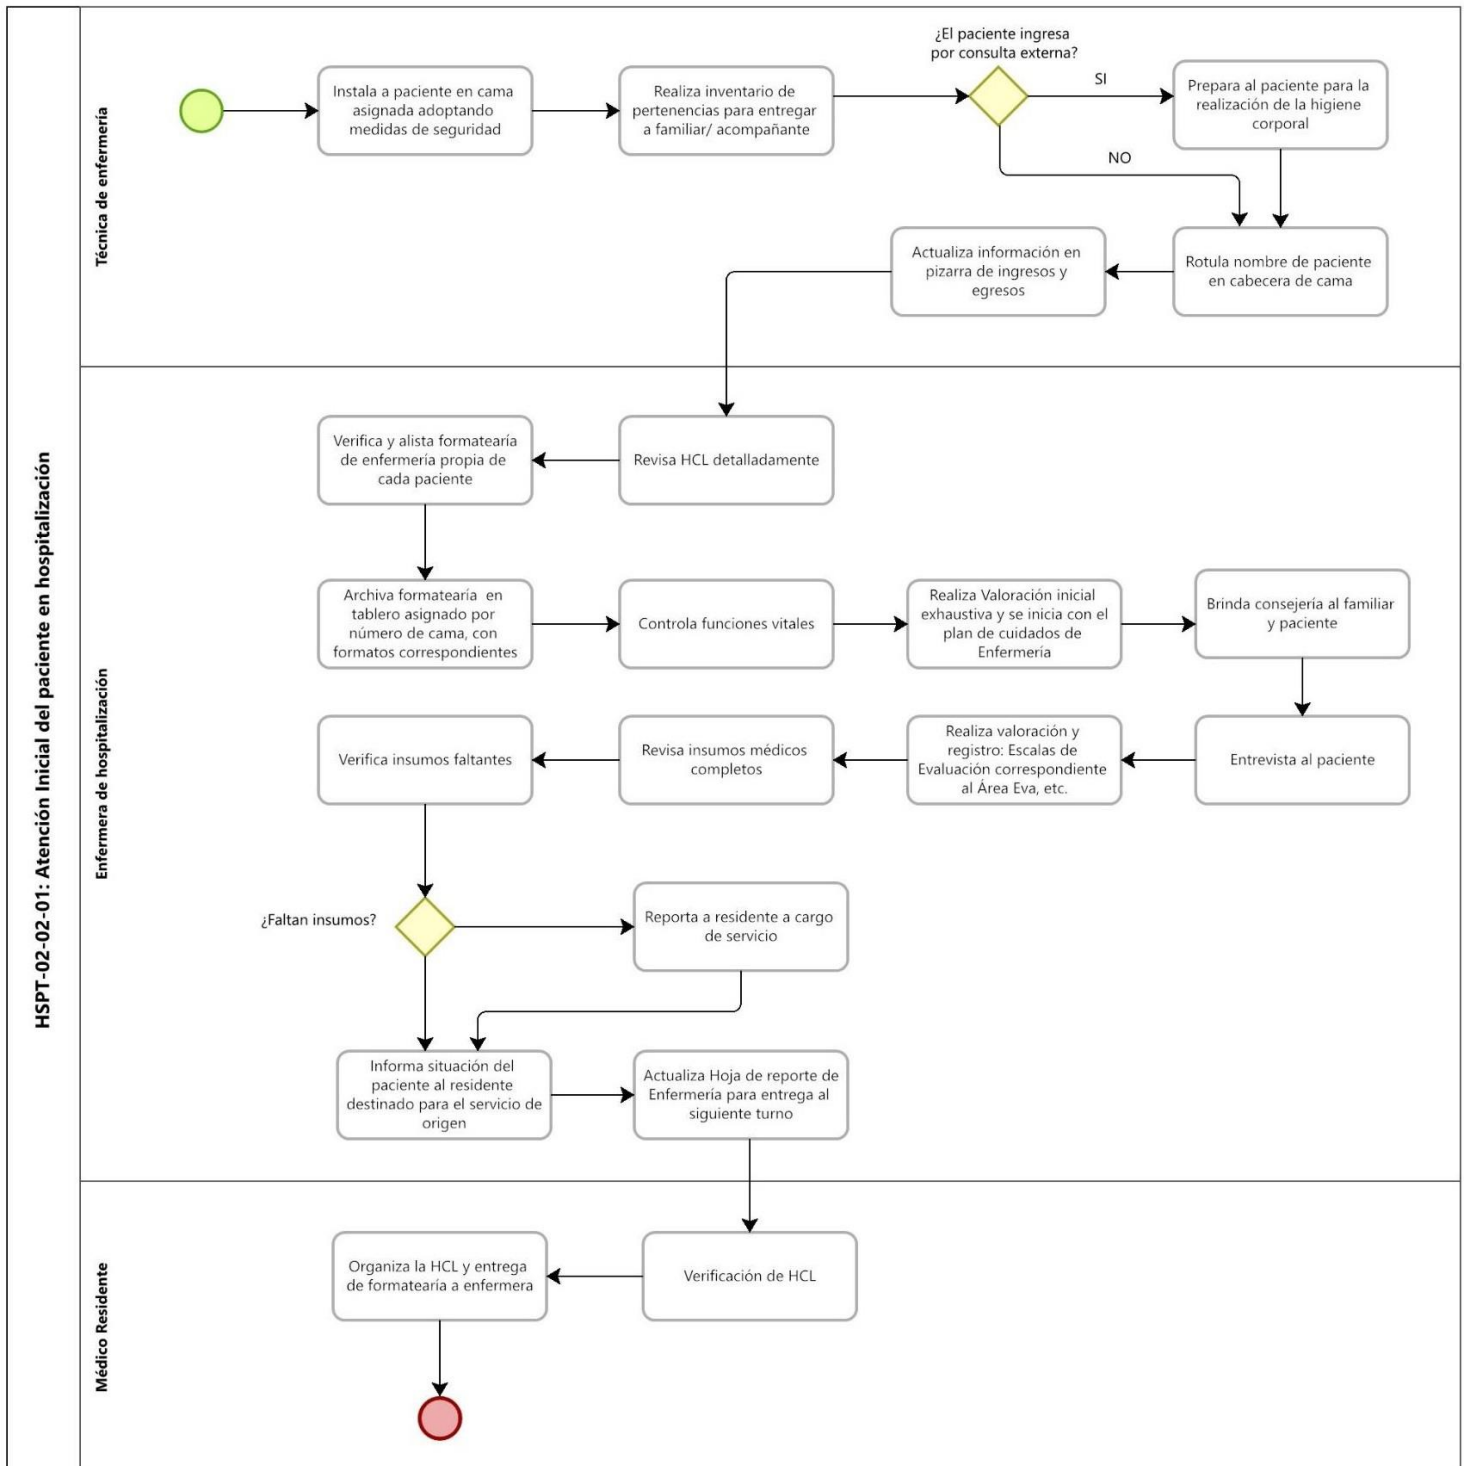 HSPT-02-02-01: Atención Inicial del paciente en hospitalización
Técnica de enfermería
Instala a paciente en cama
asignada adoptando
medidas de seguridad
Realiza inventario de
pertenencias para entregar
a familiar/ acompañante
¿El paciente ingresa
por consulta externa?
SI
NO
Prepara al paciente para la
realización de la higiene
corporal
Rotula nombre de paciente
en cabecera de cama
Actualiza información en
pizarra de ingresos y
egresos
Enfermera de hospitalización
Revisa HCL detalladamente
Verifica y alista formatearía
de enfermería propia de
cada paciente
Archiva formatearía en
tablero asignado por
número de cama, con
formatos correspondientes
Controla funciones vitales
Realiza Valoración inicial
exhaustiva y se inicia con el
plan de cuidados de
Enfermería
Brinda consejería al familiar
y paciente
Entrevista al paciente
Realiza valoración y
registro: Escalas de
Evaluación correspondiente
al Área Eva, etc.
Revisa insumos médicos
completos
Verifica insumos faltantes
¿Faltan insumos?
Reporta a residente a cargo
de servicio
Informa situación del
paciente al residente
destinado para el servicio de
origen
Actualiza Hoja de reporte de
Enfermería para entrega al
siguiente turno
Médico Residente
Verificación de HCL
Organiza la HCL y entrega
de formatearía a enfermera